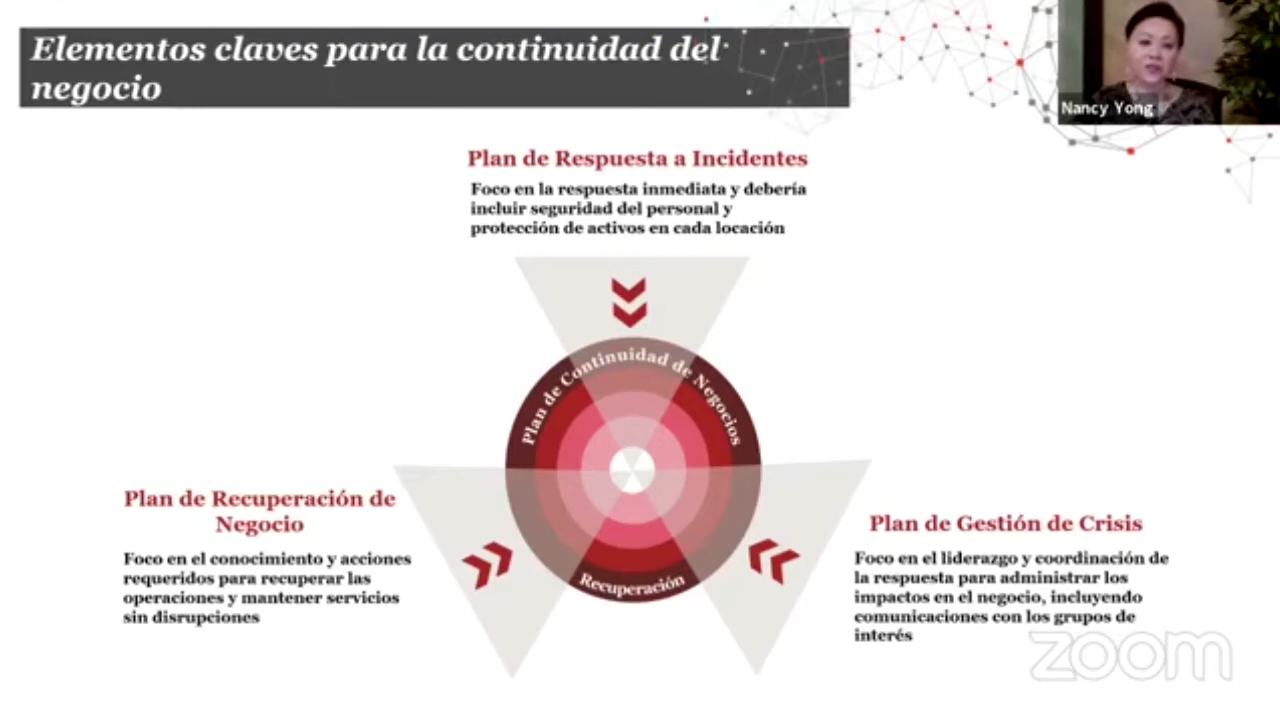 Elementos claves para la continuidad del
negocio
Nancy Yong
Plan de Respuesta a Incidentes
Foco en la respuesta inmediata y debería
incluir seguridad del personal y
protección de activos en cada locación
Plan de Continuidad de Negocios
Recuperación
Plan de Recuperación de
Negocio
Foco en el conocimiento y acciones
requeridos para recuperar las
operaciones y mantener servicios
sin disrupciones
Plan de Gestión de Crisis
Foco en el liderazgo y coordinación de
la respuesta para administrar los
impactos en el negocio, incluyendo
comunicaciones con los grupos de
interés
zoom